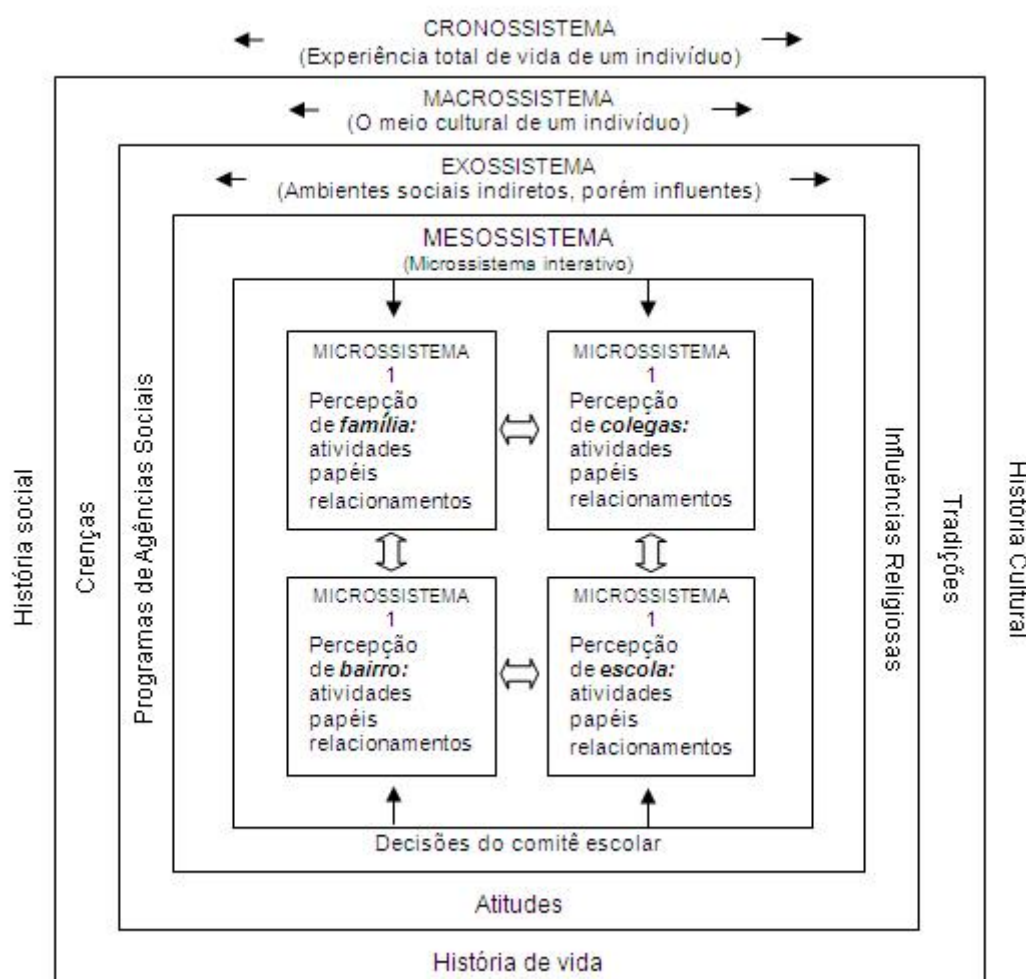 CRONOSSISTEMA
(Experiência total de vida de um indivíduo)
MACROSSISTEMA
(O meio cultural de um indivíduo)
EXOSSISTEMA
(Ambientes sociais indiretos, porém influentes)
MESOSSISTEMA
(Microssistema interativo)
MICROSSISTEMA
1
Percepção
de família:
atividades
papéis
relacionamentos
MICROSSISTEMA
1
Percepção
de colegas:
atividades
papéis
relacionamentos
MICROSSISTEMA
1
Percepção
de bairro:
atividades
papéis
relacionamentos
MICROSSISTEMA
1
Percepção
de escola:
atividades
papéis
relacionamentos
Decisões do comitê escolar
Atitudes
História de vida
História social
Crenças
Programas de Agências Sociais
Influências Religiosas
Tradições
História Cultural